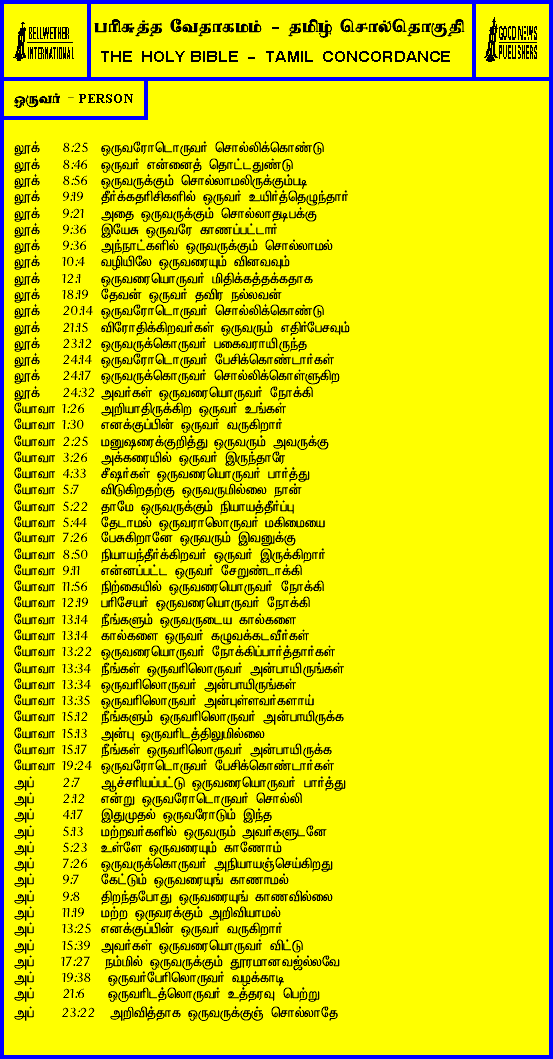 BELLWETHER
INTERNATIONAL
பரிசுத்த வேதாகமம் - தமிழ் சொல்தொகுதி
THE HOLY BIBLE - TAMIL CONCORDANCE
GOOD NEWS
PUBLISHERS
ஒருவர் - PERSON
லூக் 8:25 ஒருவரோடொருவர் சொல்லிக்கொண்டு
லூக் 8:46 ஒருவர் என்னைத் தொட்டதுண்டு
லூக் 8:56 ஒருவருக்கும் சொல்லாமலிருக்கும்படி
லூக் 9:19 தீர்க்கதரிசிகளில் ஒருவர் உயிர்த்தெழுந்தார்
லூக் 9:21 அதை ஒருவருக்கும் சொல்லாதடிபக்கு
லூக் 9:36 இயேசு ஒருவரே காணப்பட்டார்
லூக் 9:36 அந்நாட்களில் ஒருவருக்கும் சொல்லாமல்
லூக் 10:4 வழியிலே ஒருவரையும் வினவவும்
லூக் 12:1 ஒருவரையொருவர் மிதிக்கத்தக்கதாக
லூக் 18:19 தேவன் ஒருவர் தவிர நல்லவன்
லூக் 20:14 ஒருவரோடொருவர் சொல்லிக்கொண்டு
லூக் 21:15 விரோதிக்கிறவர்கள் ஒருவரும் எதிர்பேசவும்
லூக் 23:12 ஒருவருக்கொருவர் பகைவராயிருந்த
லூக் 24:14 ஒருவரோடொருவர் பேசிக்கொண்டார்கள்
லூக் 24:17 ஒருவருக்கொருவர் சொல்லிக்கொள்ளுகிற
லூக் 24:32 அவர்கள் ஒருவரையொருவர் நோக்கி
யோவா 1:26 அறியாதிருக்கிற ஒருவர் உங்கள்
யோவா 1:30 எனக்குப்பின் ஒருவர் வருகிறார்
யோவா 2:25 மனுஷரைக்குறித்து ஒருவரும் அவருக்கு
யோவா 3:26 அக்கரையில் ஒருவர் இருந்தாரே
யோவா 4:33 சீஷர்கள் ஒருவரையொருவர் பார்த்து
யோவா 5:7 விடுகிறதற்கு ஒருவருமில்லை நான்
யோவா 5:22 தாமே ஒருவருக்கும் நியாயத்தீர்ப்பு
யோவா 5:44 தேடாமல் ஒருவராலொருவர் மகிமையை
யோவா 7:26 பேசுகிறானே ஒருவரும் இவனுக்கு
யோவா 8:50 நியாயந்தீர்க்கிறவர் ஒருவர் இருக்கிறார்
யோவா 9:11 என்னப்பட்ட ஒருவர் சேறுண்டாக்கி
யோவா 11:56 நிற்கையில் ஒருவரையொருவர் நோக்கி
யோவா 12:19 பரிசேயர் ஒருவரையொருவர் நோக்கி
யோவா 13:14 நீங்களும் ஒருவருடைய கால்களை
யோவா 13:14 கால்களை ஒருவர் கழுவக்கடவீர்கள்
யோவா 13:22 ஒருவரையொருவர் நோக்கிப்பார்த்தார்கள்
யோவா 13:34 நீங்கள் ஒருவரிலொருவர் அன்பாயிருங்கள்
யோவா 13:34 ஒருவரிலொருவர் அன்பாயிருங்கள்
யோவா 13:35 ஒருவரிலொருவர் அன்புள்ளவர்களாய்
யோவா 15:12 நீங்களும் ஒருவரிலொருவர் அன்பாயிருக்க
யோவா 15:13 அன்பு ஒருவரிடத்திலுமில்லை
யோவா 15:17 நீங்கள் ஒருவரிலொருவர் அன்பாயிருக்க
யோவா 19:24 ஒருவரோடொருவர் பேசிக்கொண்டார்கள்
அப் 2:7 ஆச்சரியப்பட்டு ஒருவரையொருவர் பார்த்து
அப் 2:12 என்று ஒருவரோடொருவர் சொல்லி
அப் 4:17 இதுமுதல் ஒருவரோடும் இந்த
அப் 5:13 மற்றவர்களில் ஒருவரும் அவர்களுடனே
அப் 5:23 உள்ளே ஒருவரையும் காணோம்
அப் 7:26 ஒருவருக்கொருவர் அநியாயஞ்செய்கிறது
அப் 9:7 கேட்டும் ஒருவரையுங் காணாமல்
அப் 9:8 திறந்தபோது ஒருவரையுங் காணவில்லை
அப் 11:19 மற்ற ஒருவரக்கும் அறிவியாமல்
அப் 13:25 எனக்குப்பின் ஒருவர் வருகிறார்
அப் 15:39 அவர்கள் ஒருவரையொருவர் விட்டு
அப் 17:27 நம்மில் ஒருவருக்கும் தூரமானவஜ்ல்லவே
அப் 19:38 ஒருவர்பேரிலொருவர் வழக்காடி
அப் 21:6 ஒருவரிடத்லொருவர் உத்தரவு பெற்று
அப் 23:22 அறிவித்தாக ஒருவருக்குஞ் சொல்லாதே